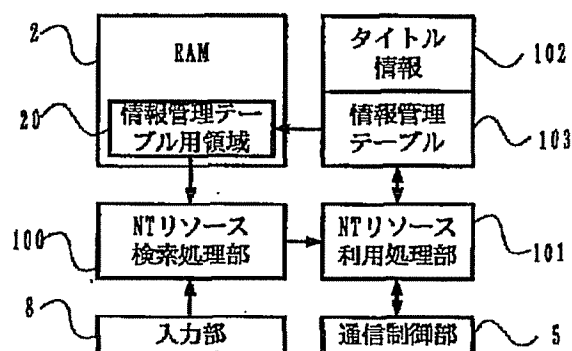 2
RAM
タイトル
情報
102
20
情報管理テー
ブル用領域
情報管理
テーブル
103
100
NTリソース
検索処理部
NTリソース
利用処理部
101
8
入力部
通信制御部
5